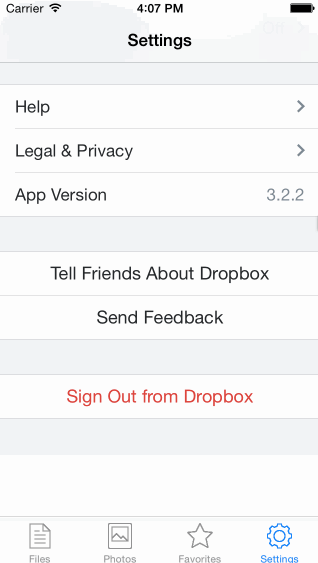 Carrier 4:07 PM
Settings
Help
Legal & Privacy
App Version 3.2.2
Tell Friends About Dropbox
Send Feedback
Sign Out from Dropbox
Files Photos Favorites Settings